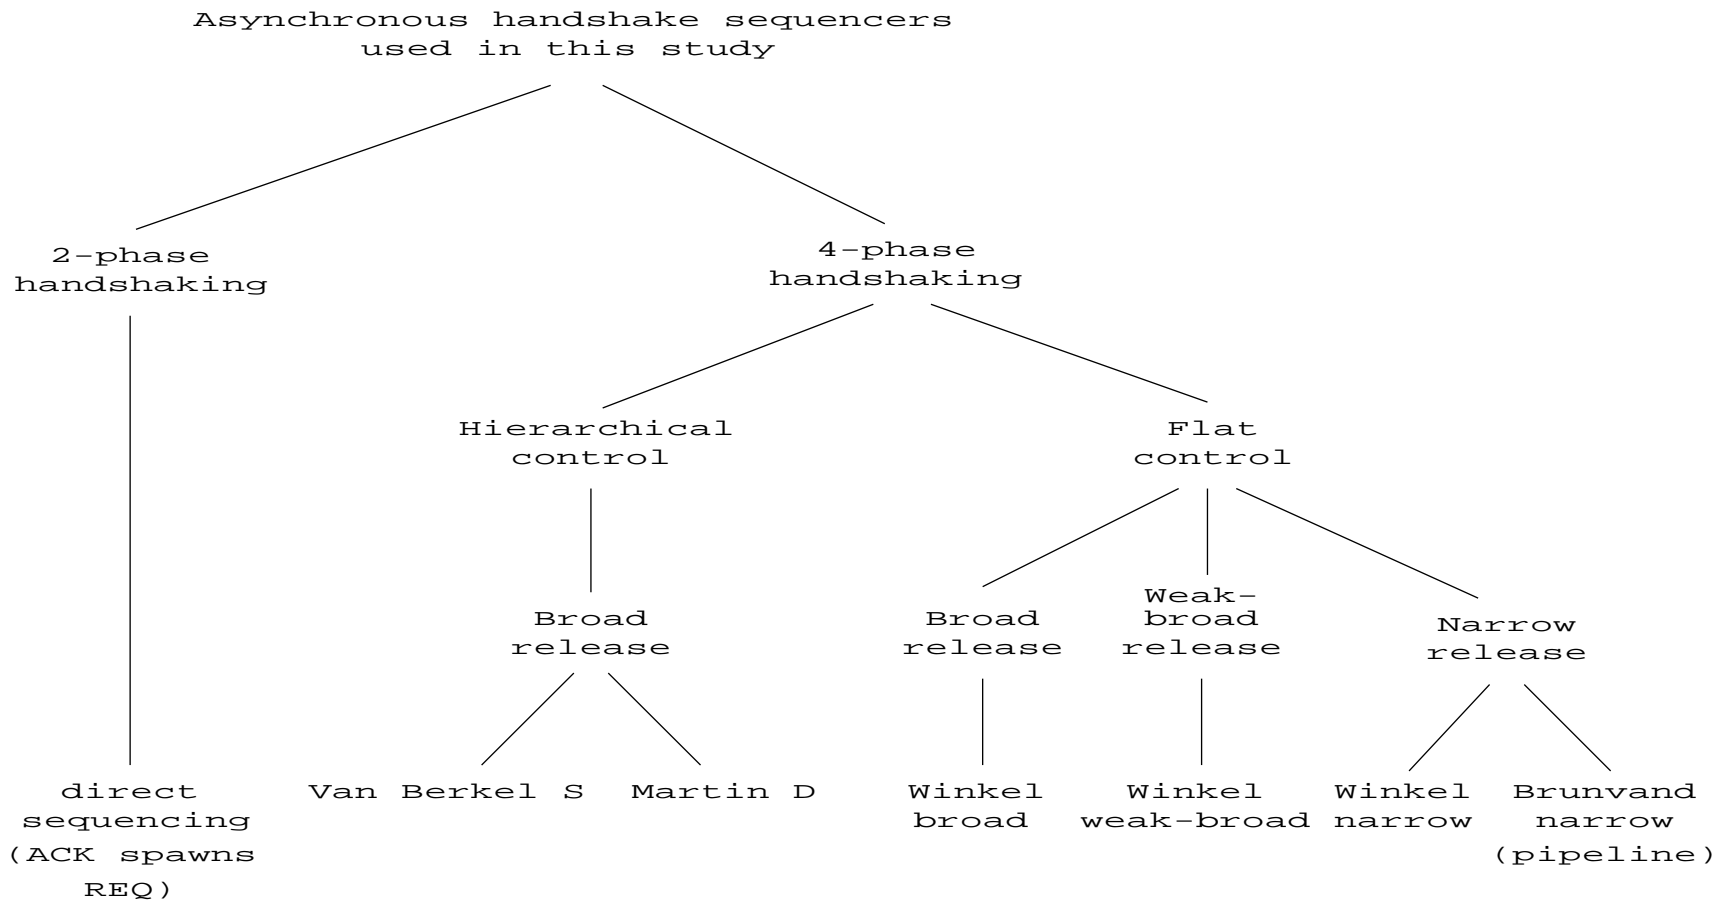 Asynchronous handshake sequencers
used in this study
2-phase
handshaking
4-phase
handshaking
Hierarchical
control
Flat
control
Broad
release
Broad
release
Weak-
broad
release
Narrow
release
direct
sequencing
(ACK spawns
REQ)
Van Berkel S
Martin D
Winkel
broad
Winkel
weak-broad
Winkel
narrow
Brunvand
narrow
(pipeline)